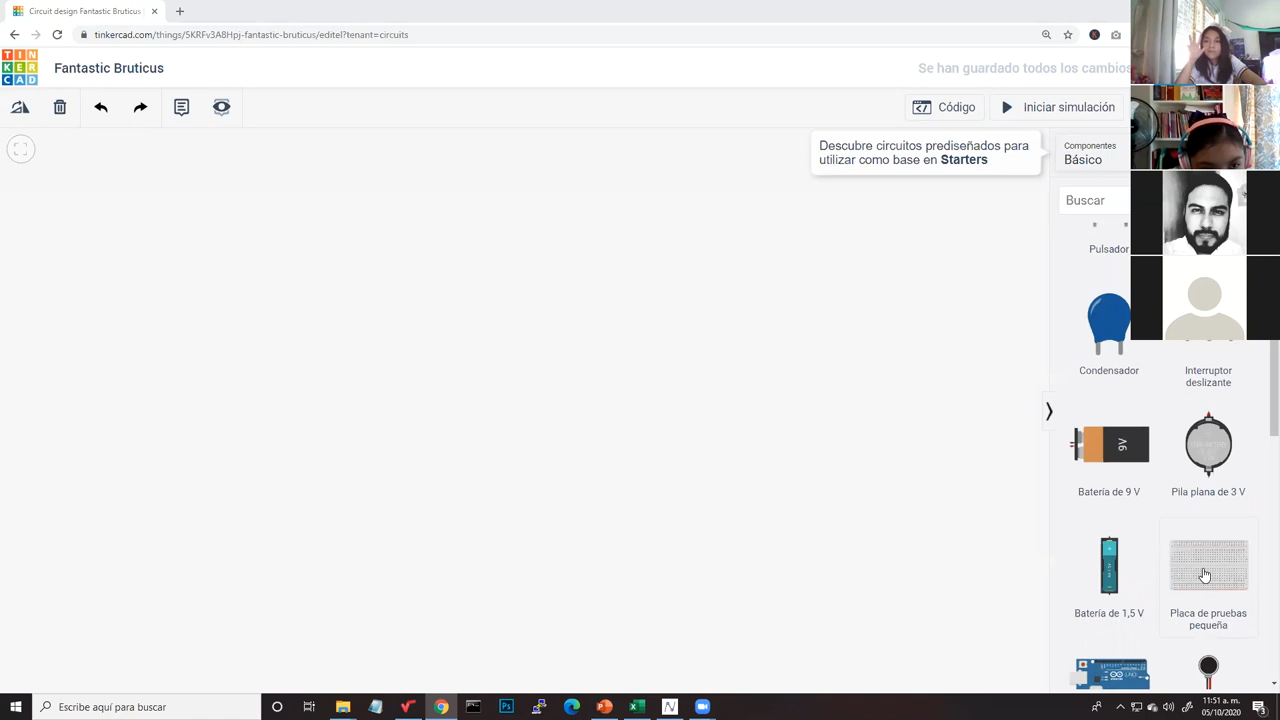 Circuit design Fantastic Bruticus
tinkercad.com/things/5KRFv3A8Hpj-fantastic-bruticus/editel?tenant=circuits
TIN
KER
CAD
Fantastic Bruticus
Se han guardado todos los cambios
Código
Iniciar simulación
Descubre circuitos prediseñados para
utilizar como base en Starters
Componentes
Básico
Buscar
Pulsador
Condensador
Interruptor
deslizante
9V
Batería de 9 V
Pila plana de 3 V
Batería de 1,5 V
Placa de pruebas
pequeña
UNO
Escribe aquí para buscar
11:51 a. m.
05/10/2020
3